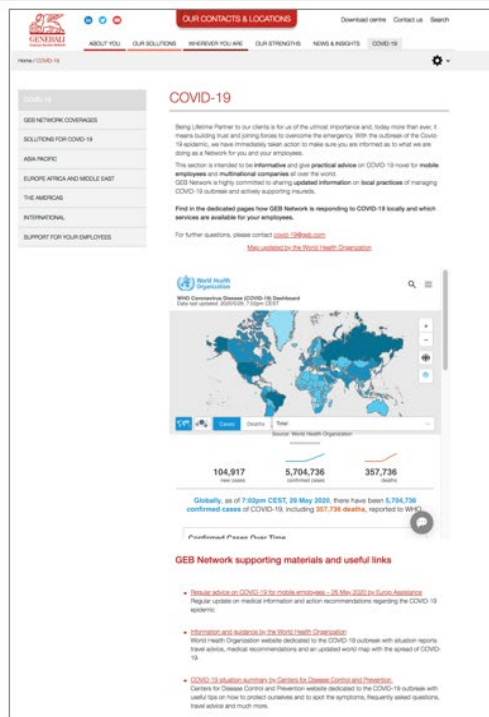 OUR CONTACTS & LOCATIONS
Download centre Contact us Search
GENERALI
ABOUT YOU OUR SOLUTIONS WHEREVER YOU ARE OUR STRENGTHS NEWS & INSIGHTS COVID-19
Home / COVID-19
COVID-19
GEB NETWORK COVERAGES
SOLUTIONS FOR COVID-19
ASIA PACIFIC
EUROPE AFRICA AND MIDDLE EAST
THE AMERICAS
INTERNATIONAL
SUPPORT FOR YOUR EMPLOYEES
COVID-19
Being Lifetime Partner to our clients is for us of the utmost importance and, today more than ever, it
means building trust and joining forces to overcome the emergency. With the outbreak of the Covid-
19 epidemic, we have immediately taken action to make sure you are informed as to what we are
doing as a Network for you and your employees.
This section is intended to be informative and give practical advice on COVID-19 novel for mobile
employees and multinational companies all over the world.
GEB Network is highly committed to sharing updated information on local practices of managing
COVID-19 outbreak and actively supporting insureds.
Find in the dedicated pages how GEB Network is responding to COVID-19 locally and which
services are available for your employees.
For further questions, please contact covid-19@geb.com
Map updated by the World Health Organization
World Health
Organization
WHO Coronavirus Disease (COVID-19) Dashboard
Data last updated: 2020/5/29, 7:02pm CEST
Cases Deaths Total
Source: World Health Organization
104,917
new cases
5,704,736
confirmed cases
357,736
deaths
Globally, as of 7:02pm CEST, 29 May 2020, there have been 5,704,736
confirmed cases of COVID-19, including 357,736 deaths, reported to WHO.
Confirmed Cases Over Time
GEB Network supporting materials and useful links
Regular advice on COVID-19 for mobile employees – 26 May 2020 by Europ Assistance
Regular update on medical information and action recommendations regarding the COVID-19
epidemic
Information and guidance by the World Health Organization
World Health Organization website dedicated to the COVID-19 outbreak with situation reports
travel advice, medical recommendations and an updated world map with the spread of COVID-
19.
COVID-19 situation summary by Centers for Disease Control and Prevention.
Centers for Disease Control and Prevention website dedicated to the COVID-19 outbreak with
useful tips on how to protect ourselves and to spot the symptoms, frequently asked questions,
travel advice and much more.